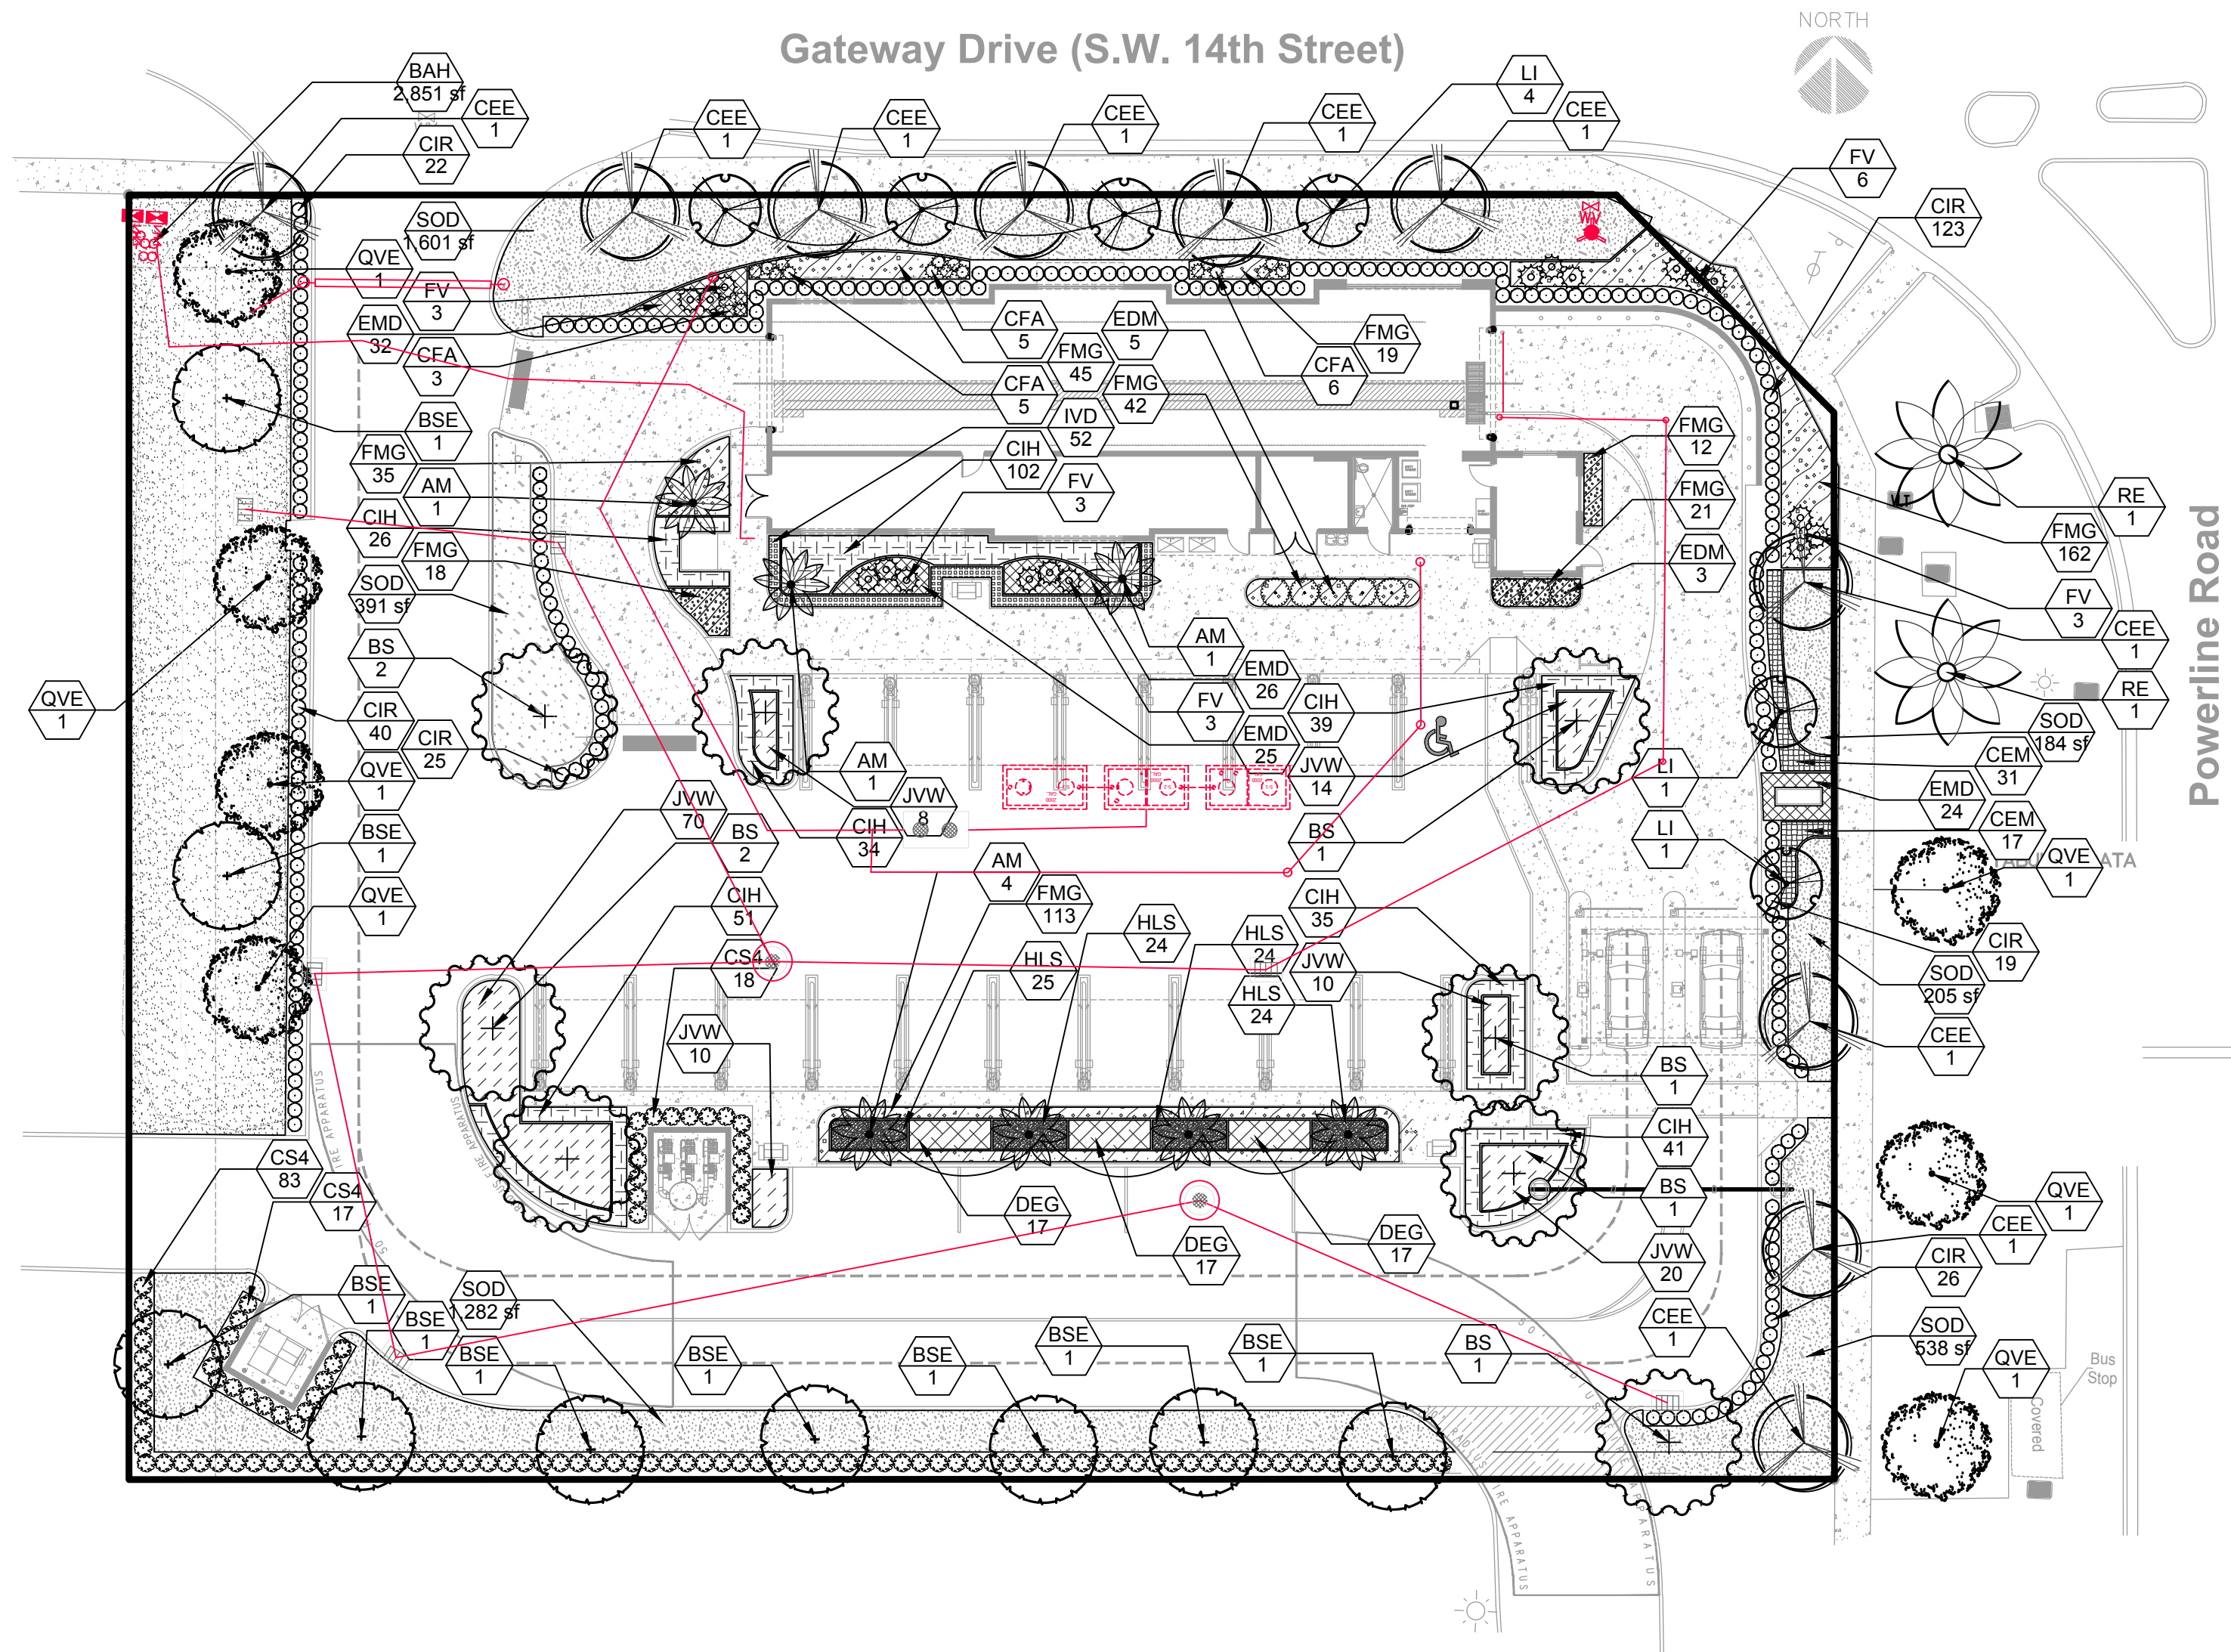 NORTH
Gateway Drive (S.W. 14th Street)
Powerline Road
BAH
2,851 sf
CEE
1
CIR
22
CEE
1
CEE
1
CEE
1
CEE
1
LI
4
CEE
1
FV
6
CIR
123
SOD
1,601 sf
QVE
1
FV
3
EMD
32
CFA
3
BSE
1
FMG
35
AM
1
CIH
26
FMG
18
SOD
391 sf
BS
2
QVE
1
CIR
40
CIR
25
QVE
1
BSE
1
QVE
1
CFA
5
EDM
5
FMG
45
FMG
19
CFA
5
FMG
42
CFA
6
IVD
52
CIH
102
FV
3
FMG
12
FMG
21
EDM
3
RE
1
FMG
162
FV
3
CEE
1
RE
1
SOD
184 sf
CEM
31
EMD
24
CEM
17
QVE
1
AM
1
EMD
26
FV
3
CIH
39
EMD
25
JVW
14
LI
1
LI
1
AM
1
JVW
8
CIH
34
BS
1
JVW
70
BS
2
CIH
51
CS4
18
JVW
10
AM
4
FMG
113
HLS
25
HLS
24
HLS
24
HLS
24
CIH
35
JVW
10
CIR
19
SOD
205 sf
CEE
1
BS
1
CIH
41
BS
1
JVW
20
DEG
17
DEG
17
DEG
17
QVE
1
CEE
1
CIR
26
CEE
1
SOD
538 sf
QVE
1
CS4
83
CS4
17
BSE
1
BSE
1
SOD
1,282 sf
BSE
1
BSE
1
BSE
1
BSE
1
BSE
1
BS
1
Bus
Stop
Covered
WV
FIRE APPARATUS